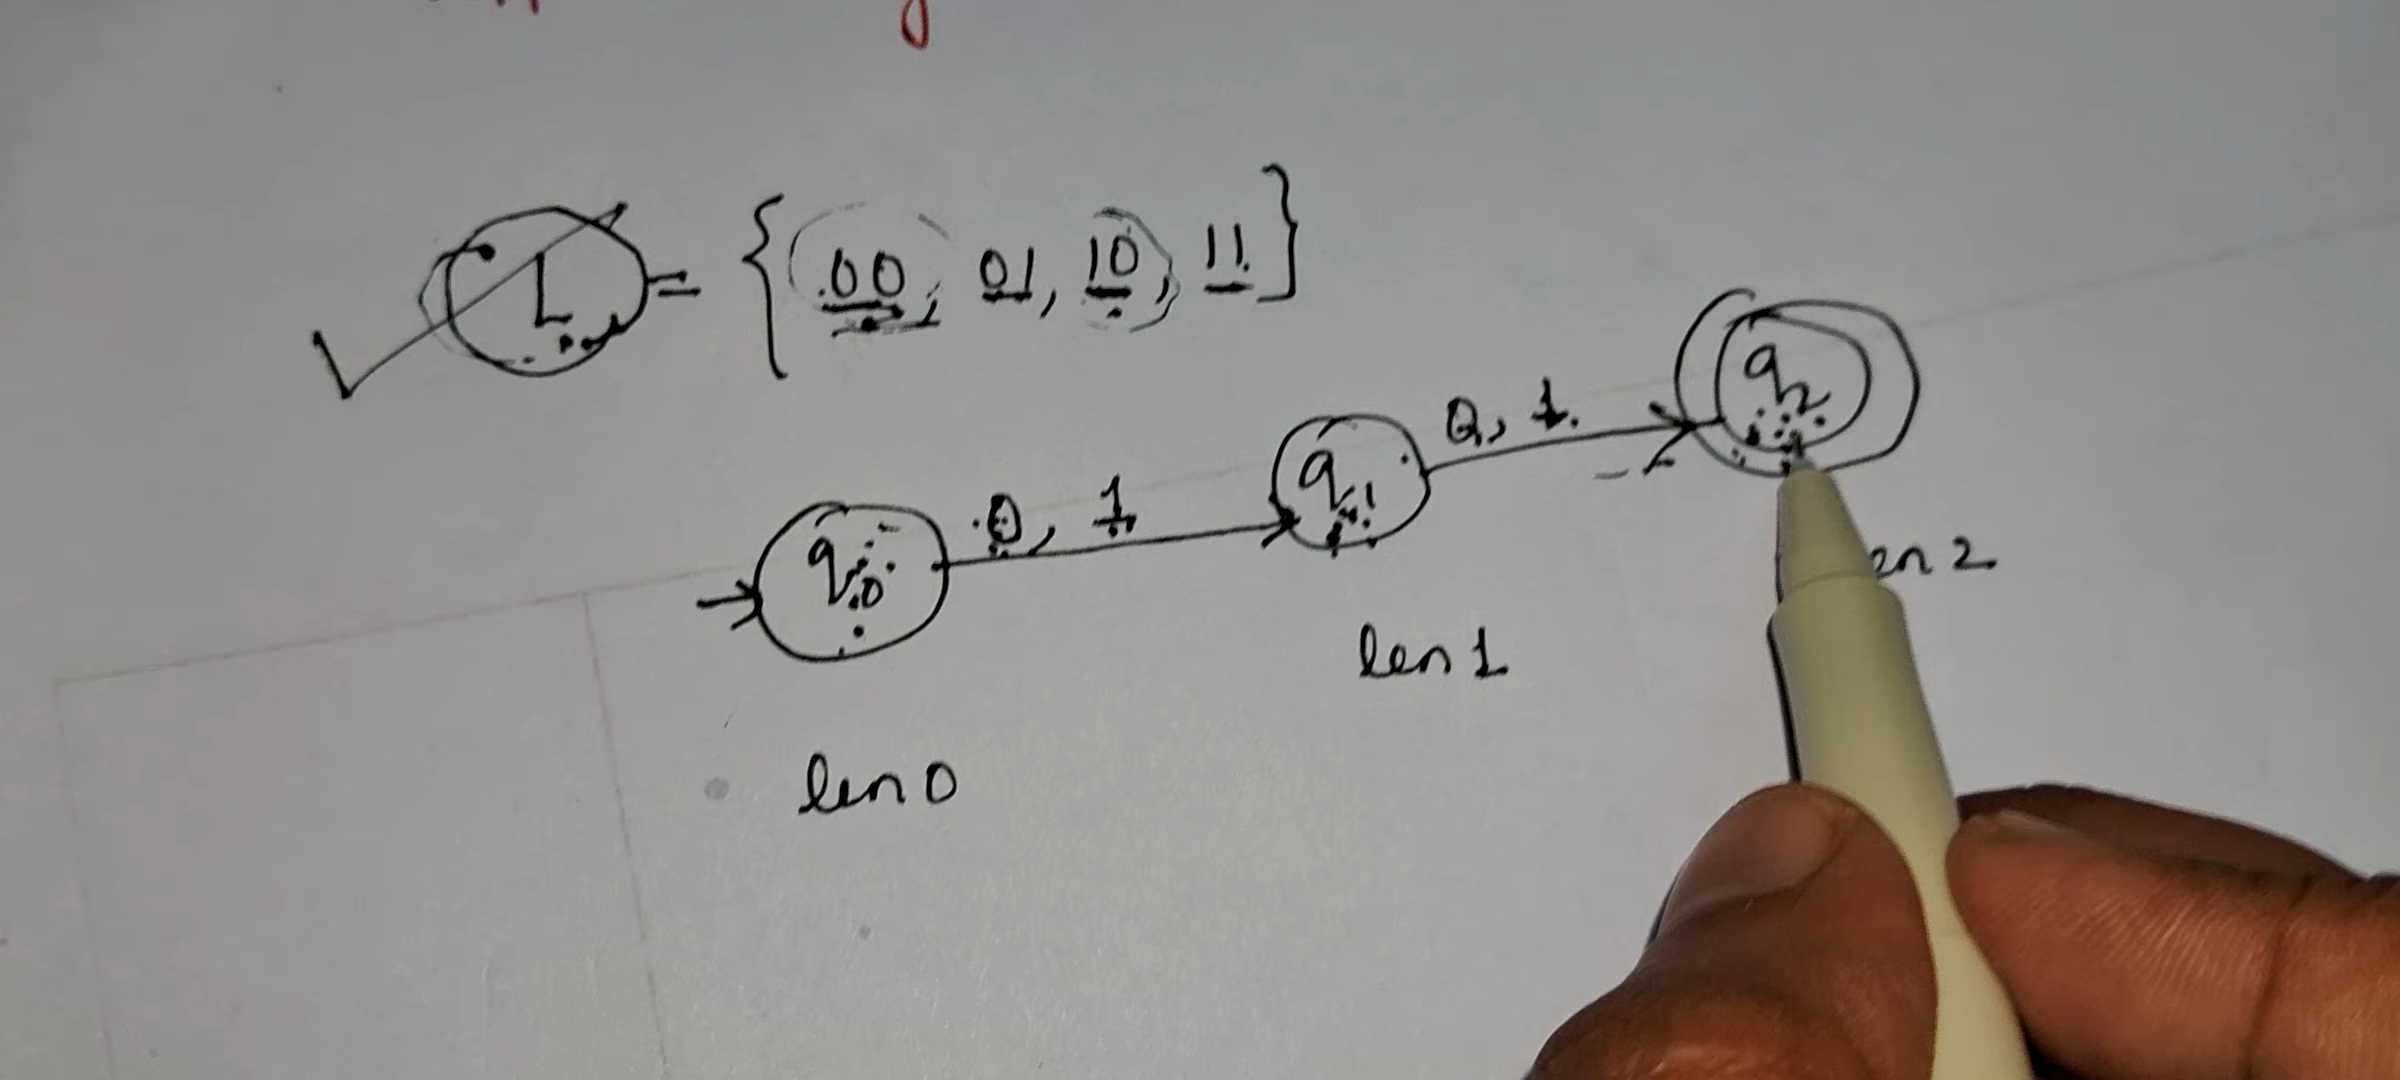 L = {00, 01, 10, 11}
q2
0, 1
q1
0, 1
q0
en 2
len 1
len 0